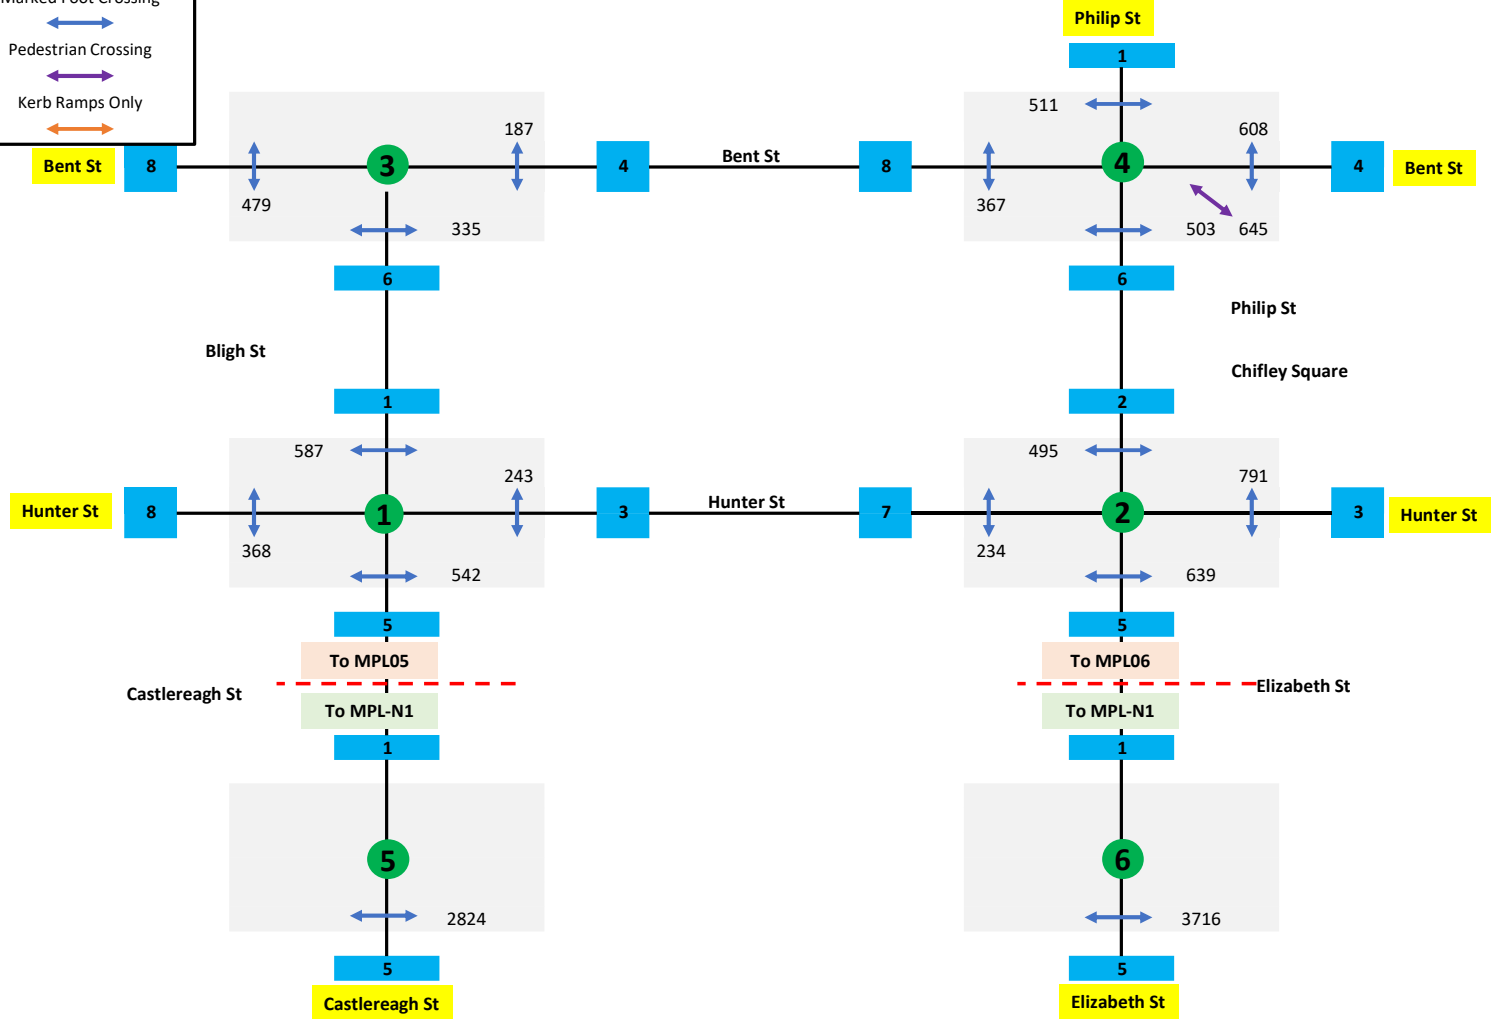 Marked Foot Crossing
Pedestrian Crossing
Kerb Ramps Only
Philip St
1
511
187
608
Bent St
8
3
4
Bent St
8
4
4
Bent St
479
367
335
503
645
6
6
Philip St
Bligh St
Chifley Square
1
2
587
495
243
791
Hunter St
8
1
3
Hunter St
7
2
3
Hunter St
368
234
542
639
5
5
To MPL05
To MPL06
Castlereagh St
Elizabeth St
To MPL-N1
To MPL-N1
1
1
5
6
2824
3716
5
5
Castlereagh St
Elizabeth St